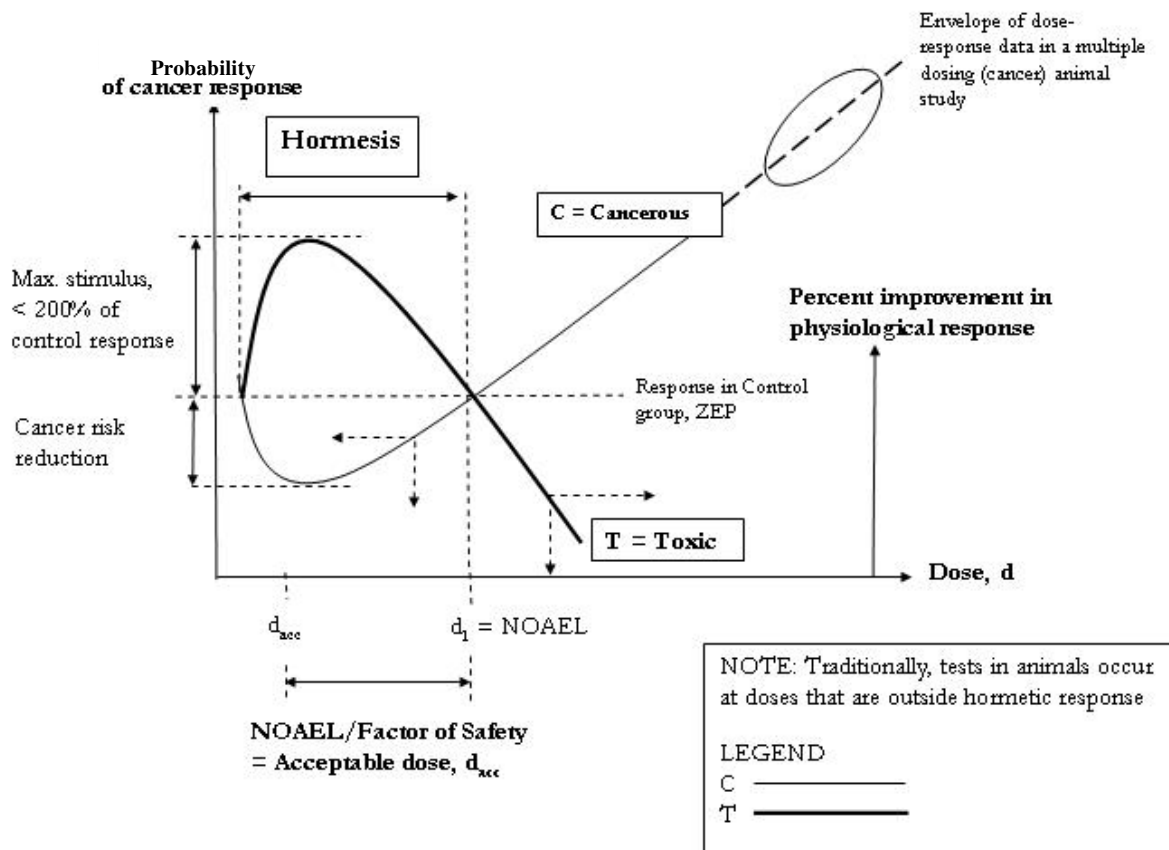 Envelope of dose-
response data in a multiple
dosing (cancer) animal
study
Probability
of cancer response
Hormesis
C = Cancerous
Max. stimulus,
< 200% of
control response
Percent improvement in
physiological response
Response in Control
group, ZEP
Cancer risk
reduction
T = Toxic
Dose, d
d_acc
d_1 = NOAEL
NOAEL/Factor of Safety
= Acceptable dose, d_acc
NOTE: Traditionally, tests in animals occur
at doses that are outside hormetic response
LEGEND
C
T